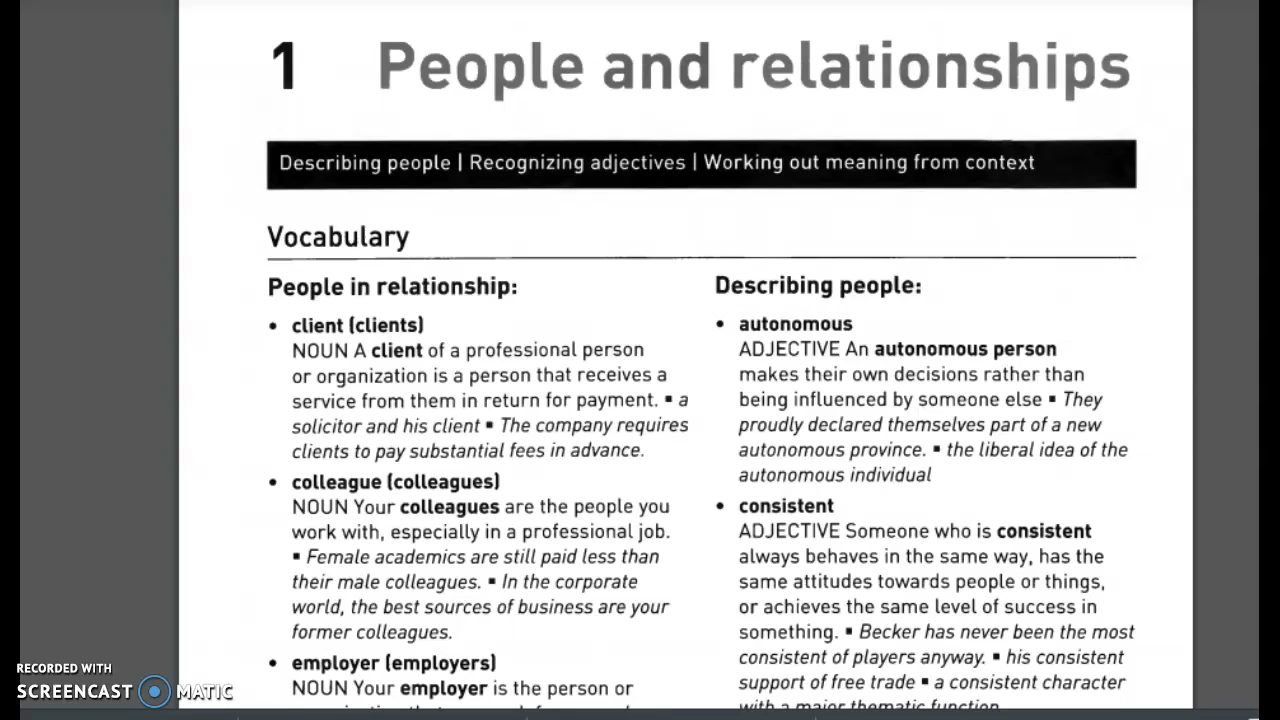 1 People and relationships
Describing people | Recognizing adjectives | Working out meaning from context
Vocabulary
People in relationship:
• client (clients)
NOUN A client of a professional person
or organization is a person that receives a
service from them in return for payment. ▪ a
solicitor and his client ▪ The company requires
clients to pay substantial fees in advance.
• colleague (colleagues)
NOUN Your colleagues are the people you
work with, especially in a professional job.
▪ Female academics are still paid less than
their male colleagues. ▪ In the corporate
world, the best sources of business are your
former colleagues.
• employer (employers)
NOUN Your employer is the person or
Describing people:
• autonomous
ADJECTIVE An autonomous person
makes their own decisions rather than
being influenced by someone else ▪ They
proudly declared themselves part of a new
autonomous province. ▪ the liberal idea of the
autonomous individual
• consistent
ADJECTIVE Someone who is consistent
always behaves in the same way, has the
same attitudes towards people or things,
or achieves the same level of success in
something. ▪ Becker has never been the most
consistent of players anyway. ▪ his consistent
support of free trade ▪ a consistent character
with a major thematic function
RECORDED WITH
SCREENCAST MATIC